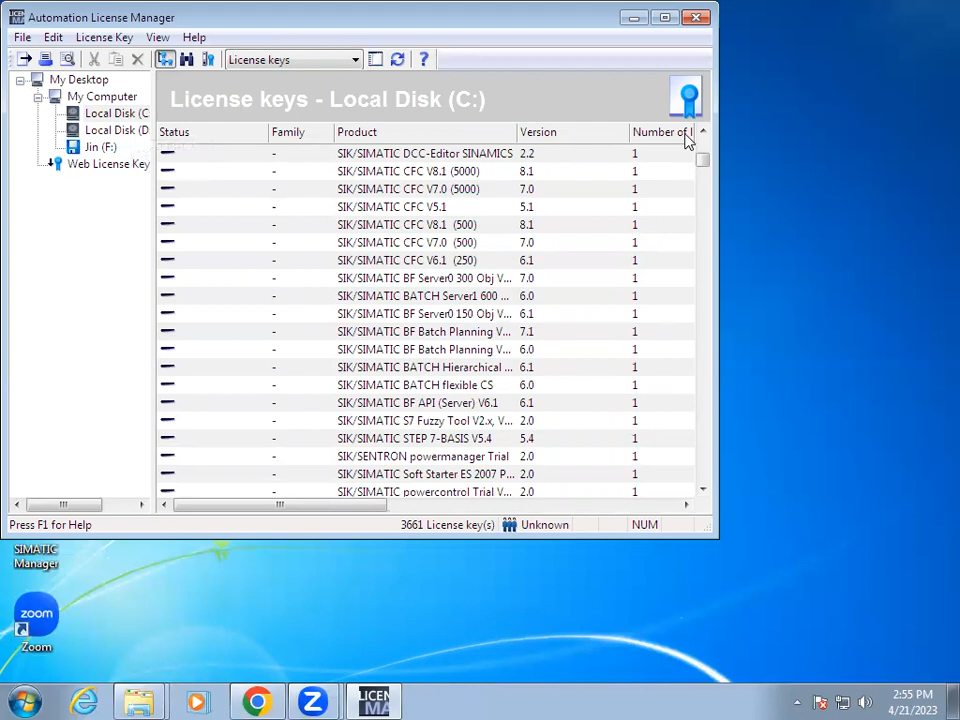 Automation License Manager
File Edit License Key View Help
License keys
My Desktop
My Computer
Local Disk (C
Local Disk (D
Jin (F:)
Web License Key
License keys - Local Disk (C:)
Status Family Product Version Number of l
- SIK/SIMATIC DCC-Editor SINAMICS 2.2 1
- SIK/SIMATIC CFC V8.1 (5000) 8.1 1
- SIK/SIMATIC CFC V7.0 (5000) 7.0 1
- SIK/SIMATIC CFC V5.1 5.1 1
- SIK/SIMATIC CFC V8.1 (500) 8.1 1
- SIK/SIMATIC CFC V7.0 (500) 7.0 1
- SIK/SIMATIC CFC V6.1 (250) 6.1 1
- SIK/SIMATIC BF Server0 300 Obj V... 7.0 1
- SIK/SIMATIC BATCH Server1 600 ... 6.0 1
- SIK/SIMATIC BF Server0 150 Obj V... 6.1 1
- SIK/SIMATIC BF Batch Planning V... 7.1 1
- SIK/SIMATIC BF Batch Planning V... 6.0 1
- SIK/SIMATIC BATCH Hierarchical ... 6.1 1
- SIK/SIMATIC BATCH flexible CS 6.0 1
- SIK/SIMATIC BF API (Server) V6.1 6.1 1
- SIK/SIMATIC S7 Fuzzy Tool V2.x, V... 2.0 1
- SIK/SIMATIC STEP 7-BASIS V5.4 5.4 1
- SIK/SENTRON powermanager Trial 2.0 1
- SIK/SIMATIC Soft Starter ES 2007 P... 2.0 1
- SIK/SIMATIC powercontrol Trial V... 2.0 1
Press F1 for Help 3661 License key(s) Unknown NUM
SIMATIC
Manager
zoom
Zoom
LICEN
MA
2:55 PM
4/21/2023